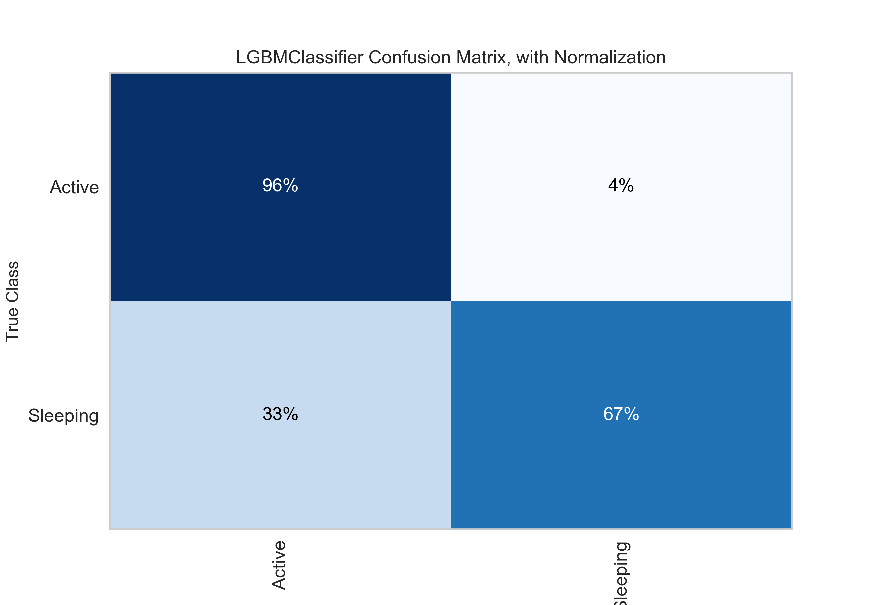 LGBMClassifier Confusion Matrix, with Normalization
Active
96%
4%
True Class
Sleeping
33%
67%
Active
Sleeping